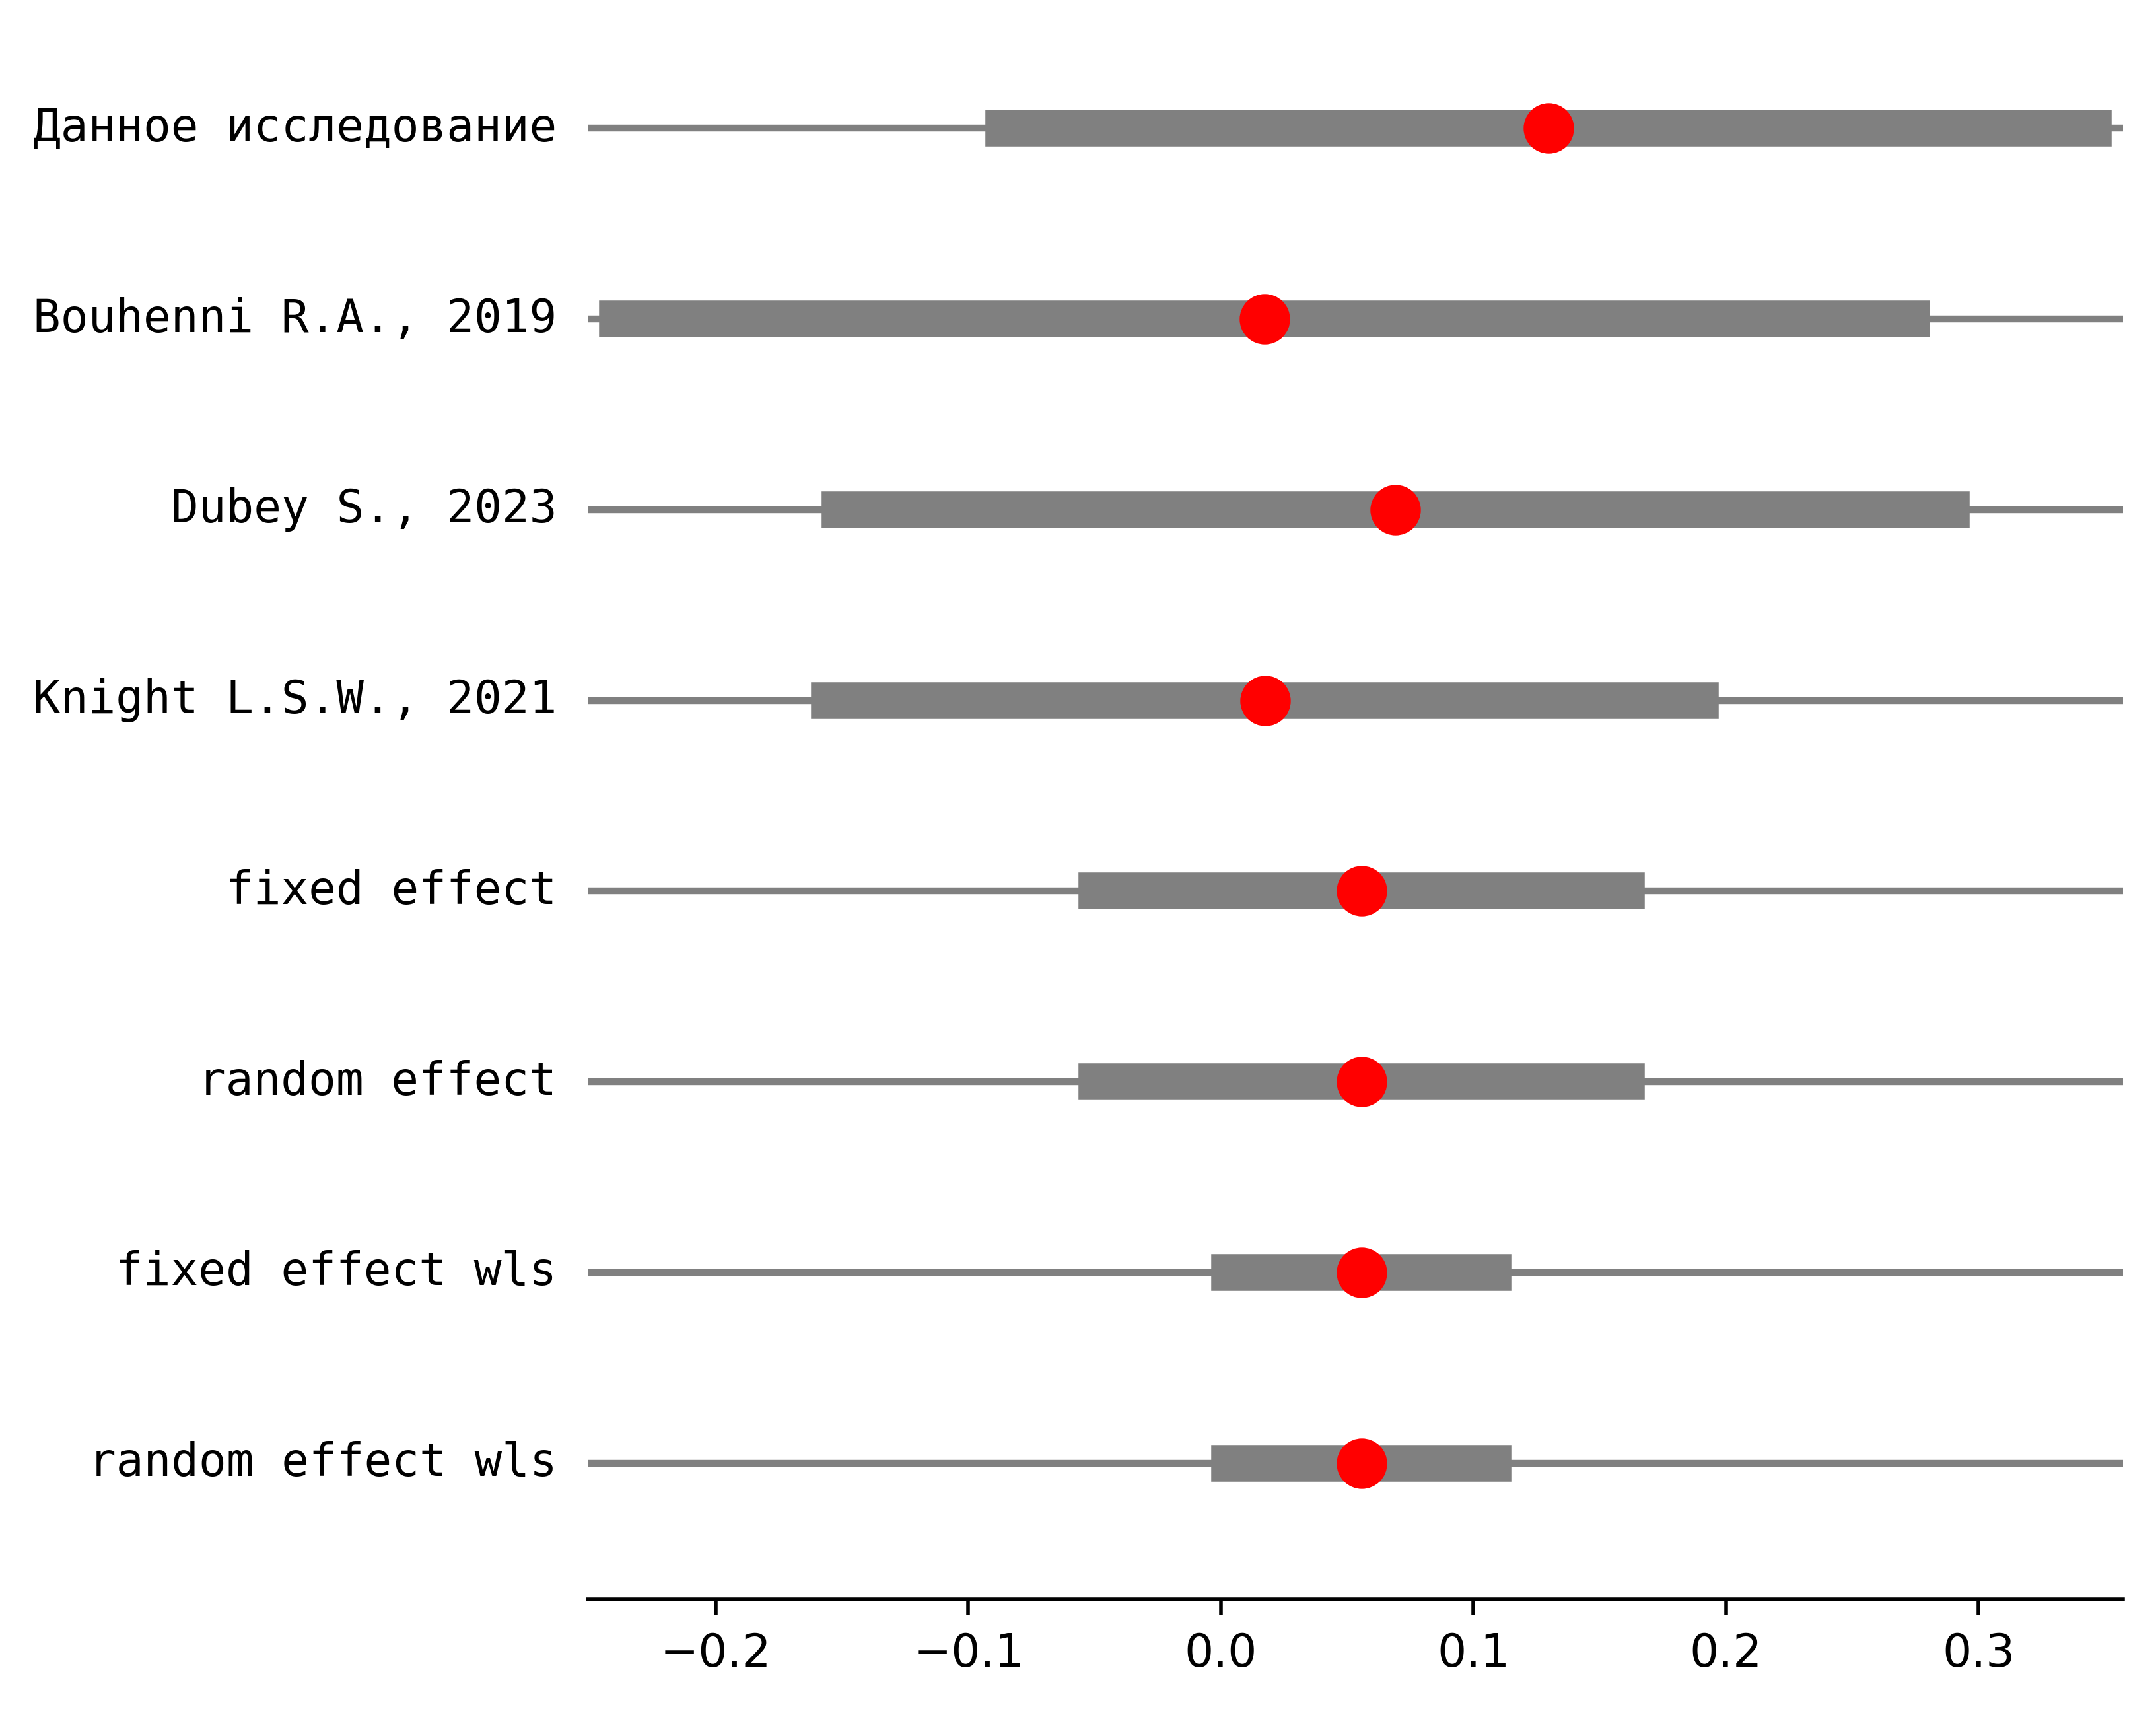 Данное исследование
Bouhenni R.A., 2019
Dubey S., 2023
Knight L.S.W., 2021
fixed effect
random effect
fixed effect wls
random effect wls
−0.2 −0.1 0.0 0.1 0.2 0.3